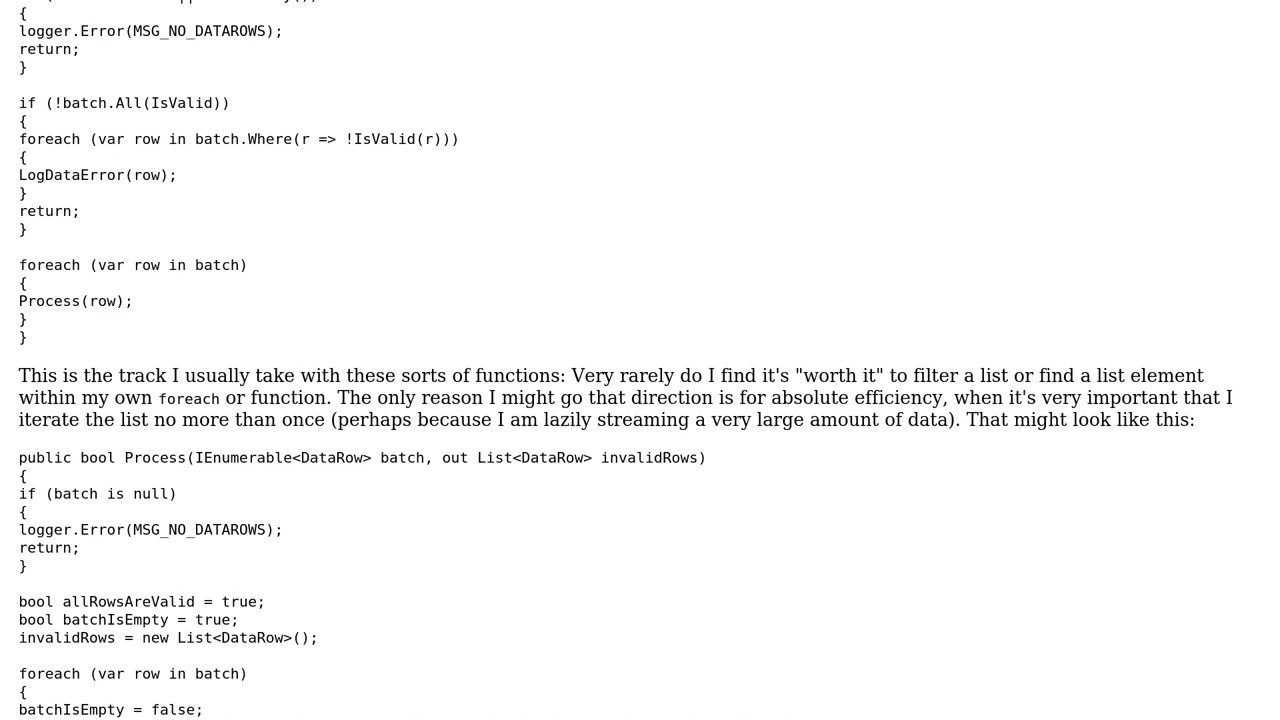 {
logger.Error(MSG_NO_DATAROWS);
return;
}
if (!batch.All(IsValid))
{
foreach (var row in batch.Where(r => !IsValid(r)))
{
LogDataError(row);
}
return;
}
foreach (var row in batch)
{
Process(row);
}
}
This is the track I usually take with these sorts of functions: Very rarely do I find it's "worth it" to filter a list or find a list element
within my own foreach or function. The only reason I might go that direction is for absolute efficiency, when it's very important that I
iterate the list no more than once (perhaps because I am lazily streaming a very large amount of data). That might look like this:
public bool Process(IEnumerable<DataRow> batch, out List<DataRow> invalidRows)
{
if (batch is null)
{
logger.Error(MSG_NO_DATAROWS);
return;
}
bool allRowsAreValid = true;
bool batchIsEmpty = true;
invalidRows = new List<DataRow>();
foreach (var row in batch)
{
batchIsEmpty = false;